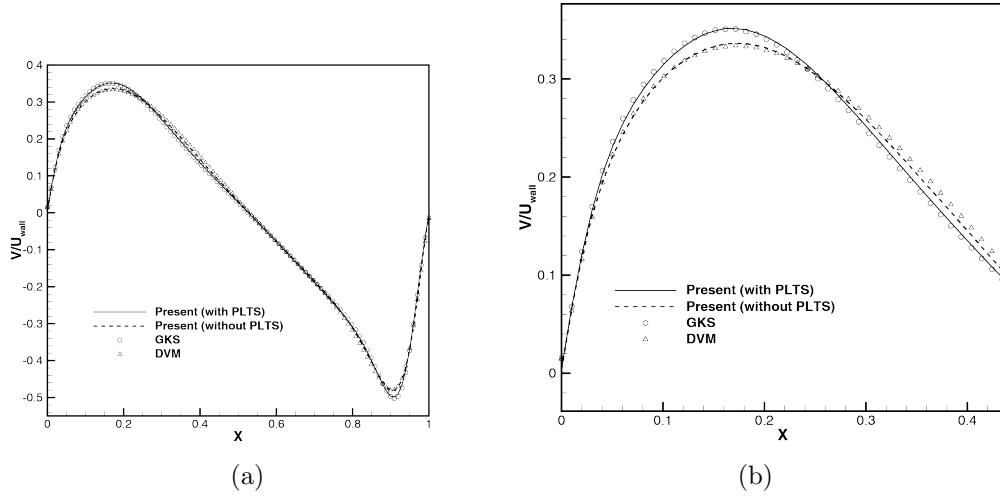 0.4
0.3
0.2
0.1
0
-0.1
-0.2
-0.3
-0.4
-0.5
V/Uwall
0
0.2
0.4
0.6
0.8
1
X
Present (with PLTS)
Present (without PLTS)
GKS
DVM
(a)
0.3
0.2
0.1
0
V/Uwall
0
0.1
0.2
0.3
0.4
X
Present (with PLTS)
Present (without PLTS)
GKS
DVM
(b)